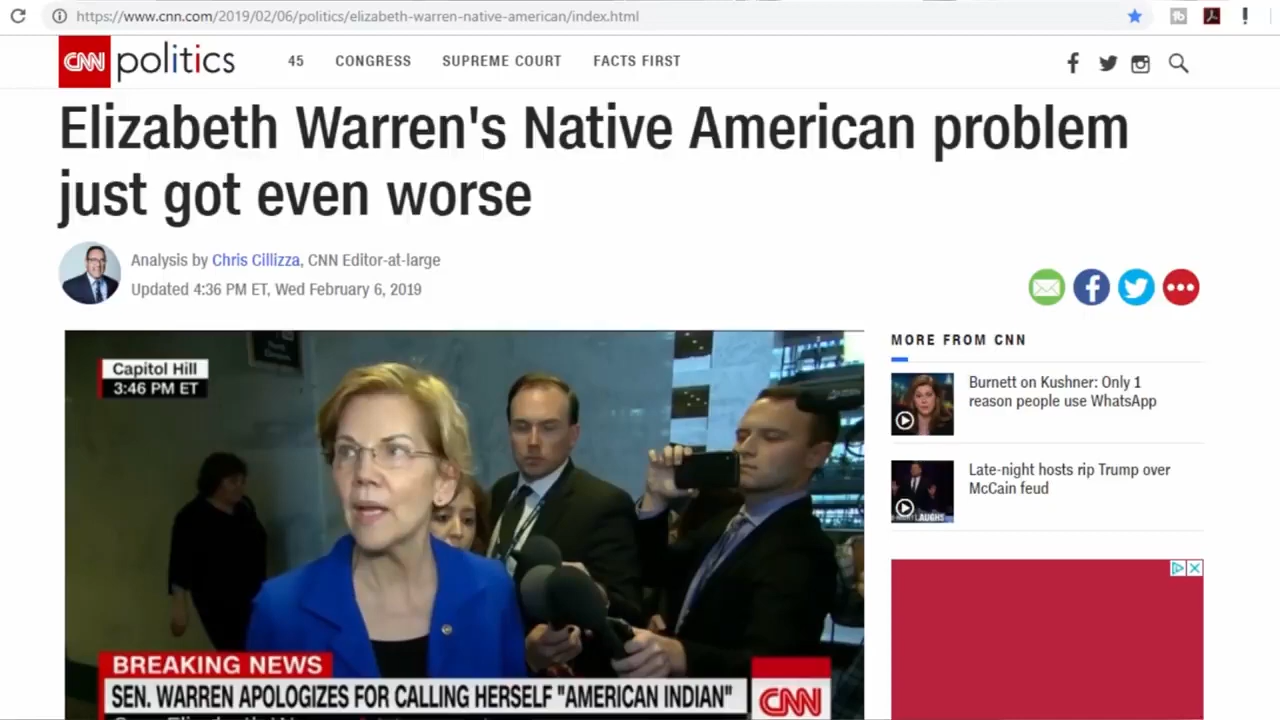 https://www.cnn.com/2019/02/06/politics/elizabeth-warren-native-american/index.html
CNN politics
45 CONGRESS SUPREME COURT FACTS FIRST
Elizabeth Warren's Native American problem
just got even worse
Analysis by Chris Cillizza, CNN Editor-at-large
Updated 4:36 PM ET, Wed February 6, 2019
Capitol Hill
3:46 PM ET
BREAKING NEWS
SEN. WARREN APOLOGIZES FOR CALLING HERSELF "AMERICAN INDIAN"
CNN
MORE FROM CNN
Burnett on Kushner: Only 1
reason people use WhatsApp
Late-night hosts rip Trump over
McCain feud
LAUGHS